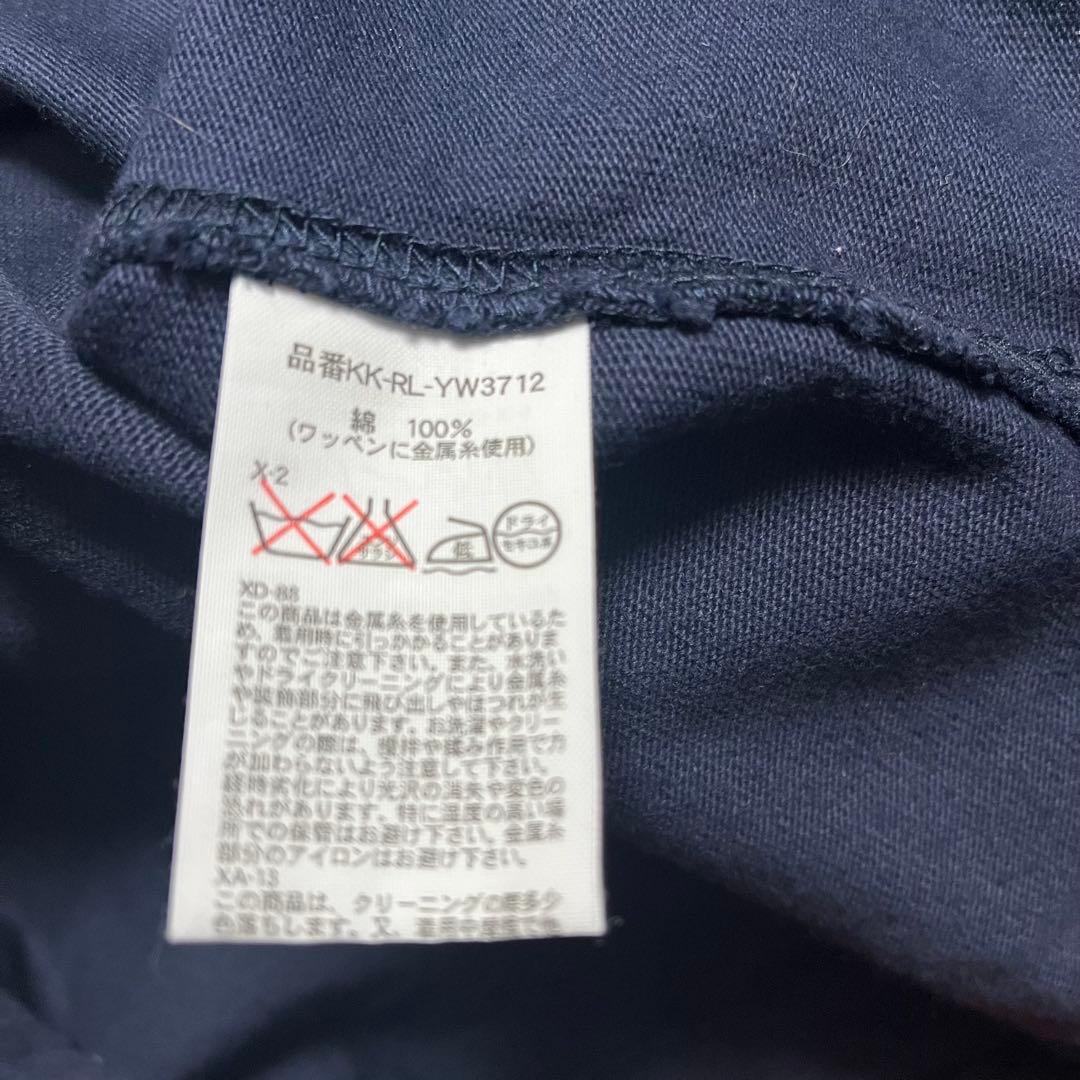 品番KK-RL-YW3712
綿 100%
(ワッペンに金属糸使用)
X-2
低 ドライ
セキユ系
XD-88
この商品は金属糸を使用しているた
め、着用時に引っかかることがありま
すのでご注意下さい。また、水洗い
やドライクリーニングにより金属糸
や装飾部分に飛び出しやほつれが生
じることがあります。お洗濯やクリー
ニングの際は、揉み作用で力
が加わらないよう注意して下さい。
経時劣化により光沢の消失や変色の
恐れがあります。特に湿度の高い場
所での保管はお避け下さい。金属糸
部分のアイロンはお避け下さい。
XA-13
この商品は、クリーニングの際多少
色落ちします。又、